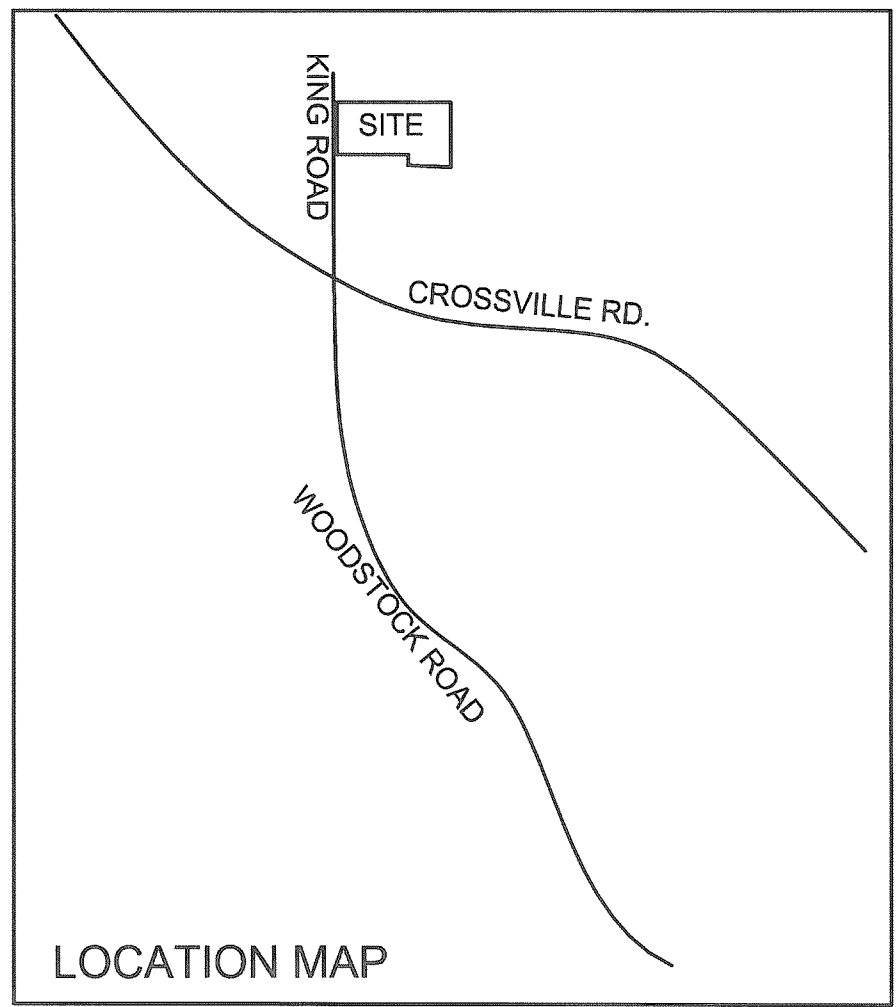 KING ROAD
SITE
CROSSVILLE RD.
WOODSTOCK ROAD
LOCATION MAP